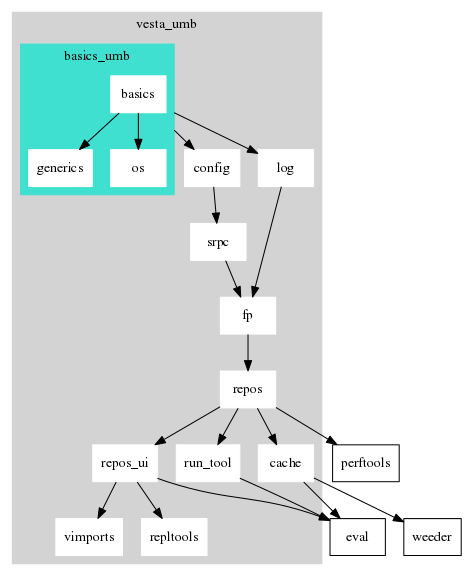 vesta_umb
basics_umb
basics
generics
os
config
log
srpc
fp
repos
repos_ui
run_tool
cache
perftools
vimports
repltools
eval
weeder